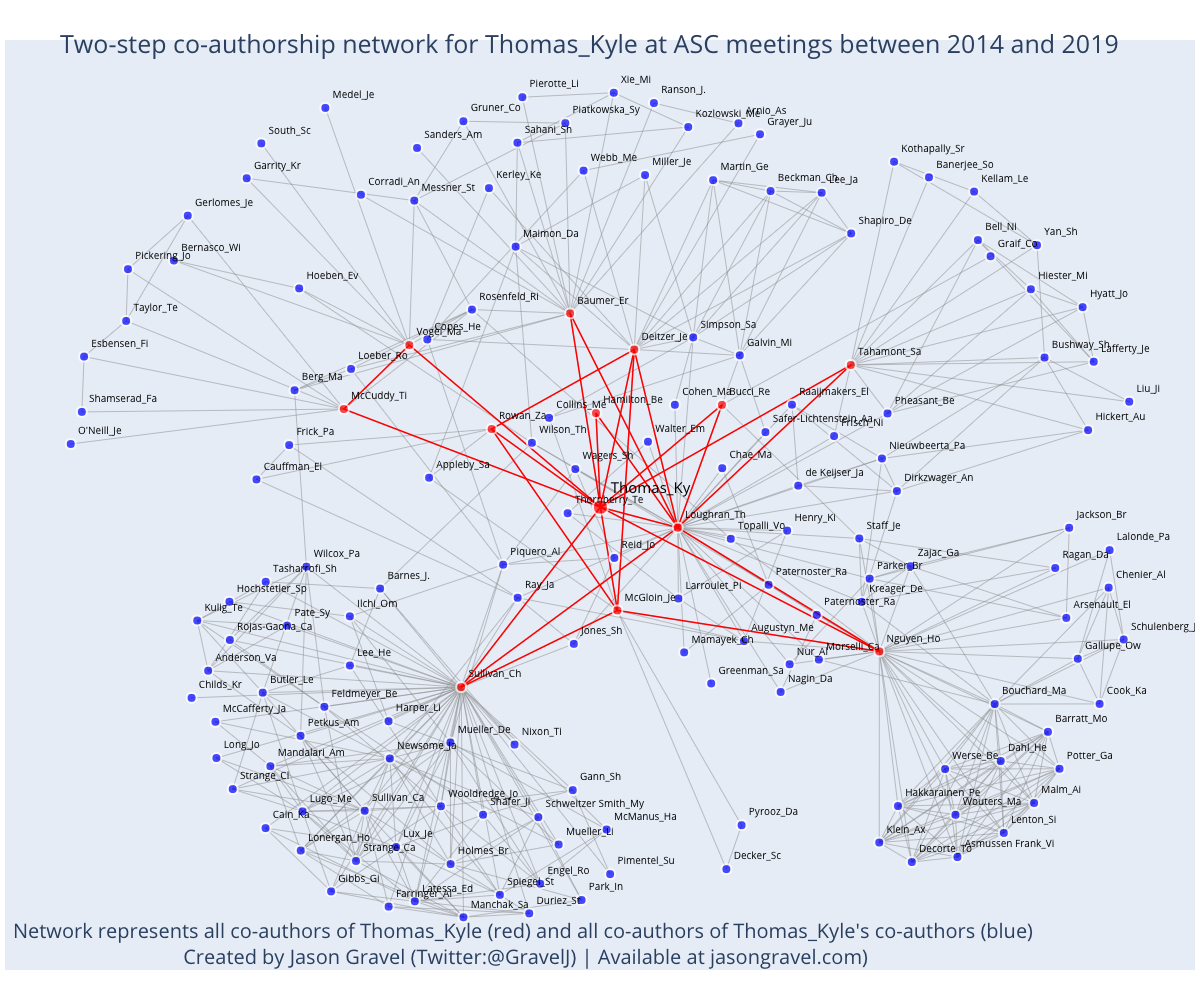 Two-step co-authorship network for Thomas_Kyle at ASC meetings between 2014 and 2019
Pierotte_Li
Xie_Mi
Ranson_J.
Medel_Je
Gruner_Co
Piatkowska_Sy
Kozlowski_Me
Arnio_As
Grayer_Ju
South_Sc
Sanders_Am
Sahani_Sh
Kothapally_Sr
Garrity_Kr
Webb_Me
Miller_Je
Martin_Ge
Banerjee_So
Corradi_An
Messner_St
Kerley_Ke
Beckman_Ch
Lee_Ja
Kellam_Le
Gerlomes_Je
Shapiro_De
Bernasco_Wi
Maimon_Da
Bell_Ni
Yan_Sh
Pickering_Jo
Graif_Co
Hoeben_Ev
Hiester_Mi
Rosenfeld_Ri
Baumer_Er
Hyatt_Jo
Taylor_Te
Copes_He
Vogel_Ma
Deitzer_Je
Simpson_Sa
Esbensen_Fi
Loeber_Ro
Galvin_Mi
Tahamont_Sa
Bushway_Sh
Lafferty_Je
Berg_Ma
McCuddy_Ti
Cohen_Ma
Bucci_Re
Raaijmakers_El
Shamserad_Fa
Collins_Me
Hamilton_Be
Pheasant_Be
Liu_Ji
O'Neill_Je
Rowan_Za
Safer-Lichtenstein_Aa
Frisch_Ni
Hickert_Au
Frick_Pa
Wilson_Th
Walter_Em
Cauffman_El
Appleby_Sa
Wagers_Sh
Chae_Ma
de Keijser_Ja
Nieuwbeerta_Pa
Dirkzwager_An
Thomas_Ky
Thornberry_Te
Loughran_Th
Topalli_Vo
Henry_Ki
Staff_Je
Jackson_Br
Wilcox_Pa
Piquero_Al
Reid_Jo
Zajac_Ga
Lalonde_Pa
Tasharrofi_Sh
Parker_Br
Ragan_Da
Hochstetler_Sp
Barnes_J.
Ray_Ja
Larroulet_Pi
Paternoster_Ra
Kreager_De
Chenier_Al
Kulig_Te
Pate_Sy
Ilchi_Om
McGloin_Je
Paternoster_Ra
Arsenault_El
Rojas-Gaona_Ca
Jones_Sh
Augustyn_Me
Mamayek_Ch
Nguyen_Ho
Schulenberg_J
Anderson_Va
Lee_He
Nur_Al
Morselli_Ca
Gallupe_Ow
Childs_Kr
Butler_Le
Sullivan_Ch
Greenman_Sa
Nagin_Da
Bouchard_Ma
Cook_Ka
McCafferty_Ja
Feldmeyer_Be
Harper_Li
Petkus_Am
Barratt_Mo
Long_Jo
Mandalari_Am
Newsome_Ja
Mueller_De
Nixon_Ti
Werse_Be
Dahl_He
Potter_Ga
Strange_Cl
Gann_Sh
Malm_Ai
Lugo_Me
Sullivan_Ca
Wooldredge_Jo
Shafer_Ji
Schweltzer Smith_My
Hakkarainen_Pe
Wouters_Ma
Cain_Ka
McManus_Ha
Pyrooz_Da
Lenton_Si
Lonergan_Ho
Lux_Je
Mueller_Li
Klein_Ax
Strange_Ca
Holmes_Br
Decorte_To
Asmussen Frank_Vi
Gibbs_Gi
Pimentel_Su
Decker_Sc
Farringer_Al
Latessa_Ed
Spiegel_St
Engel_Ro
Park_In
Manchak_Sa
Duriez_St
Network represents all co-authors of Thomas_Kyle (red) and all co-authors of Thomas_Kyle's co-authors (blue)
Created by Jason Gravel (Twitter:@GravelJ) | Available at jasongravel.com)